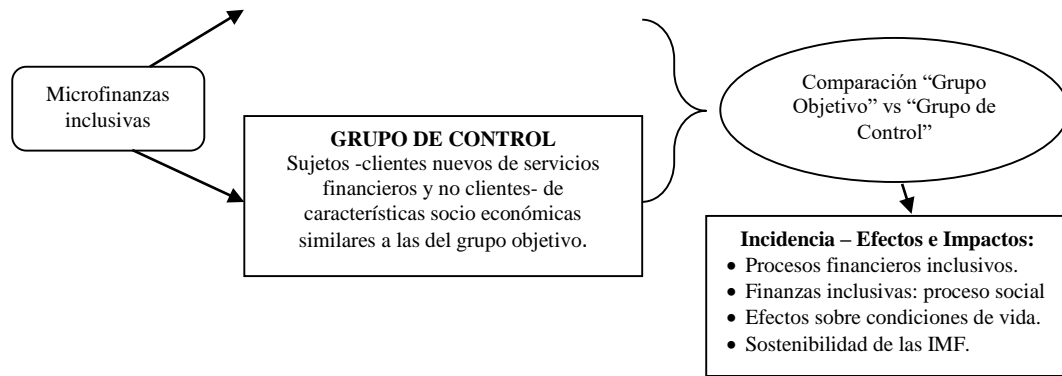 Microfinanzas
inclusivas
GRUPO DE CONTROL
Sujetos -clientes nuevos de servicios
financieros y no clientes- de
características socio económicas
similares a las del grupo objetivo.
Comparación “Grupo
Objetivo” vs “Grupo de
Control”
Incidencia – Efectos e Impactos:
• Procesos financieros inclusivos.
• Finanzas inclusivas: proceso social
• Efectos sobre condiciones de vida.
• Sostenibilidad de las IMF.